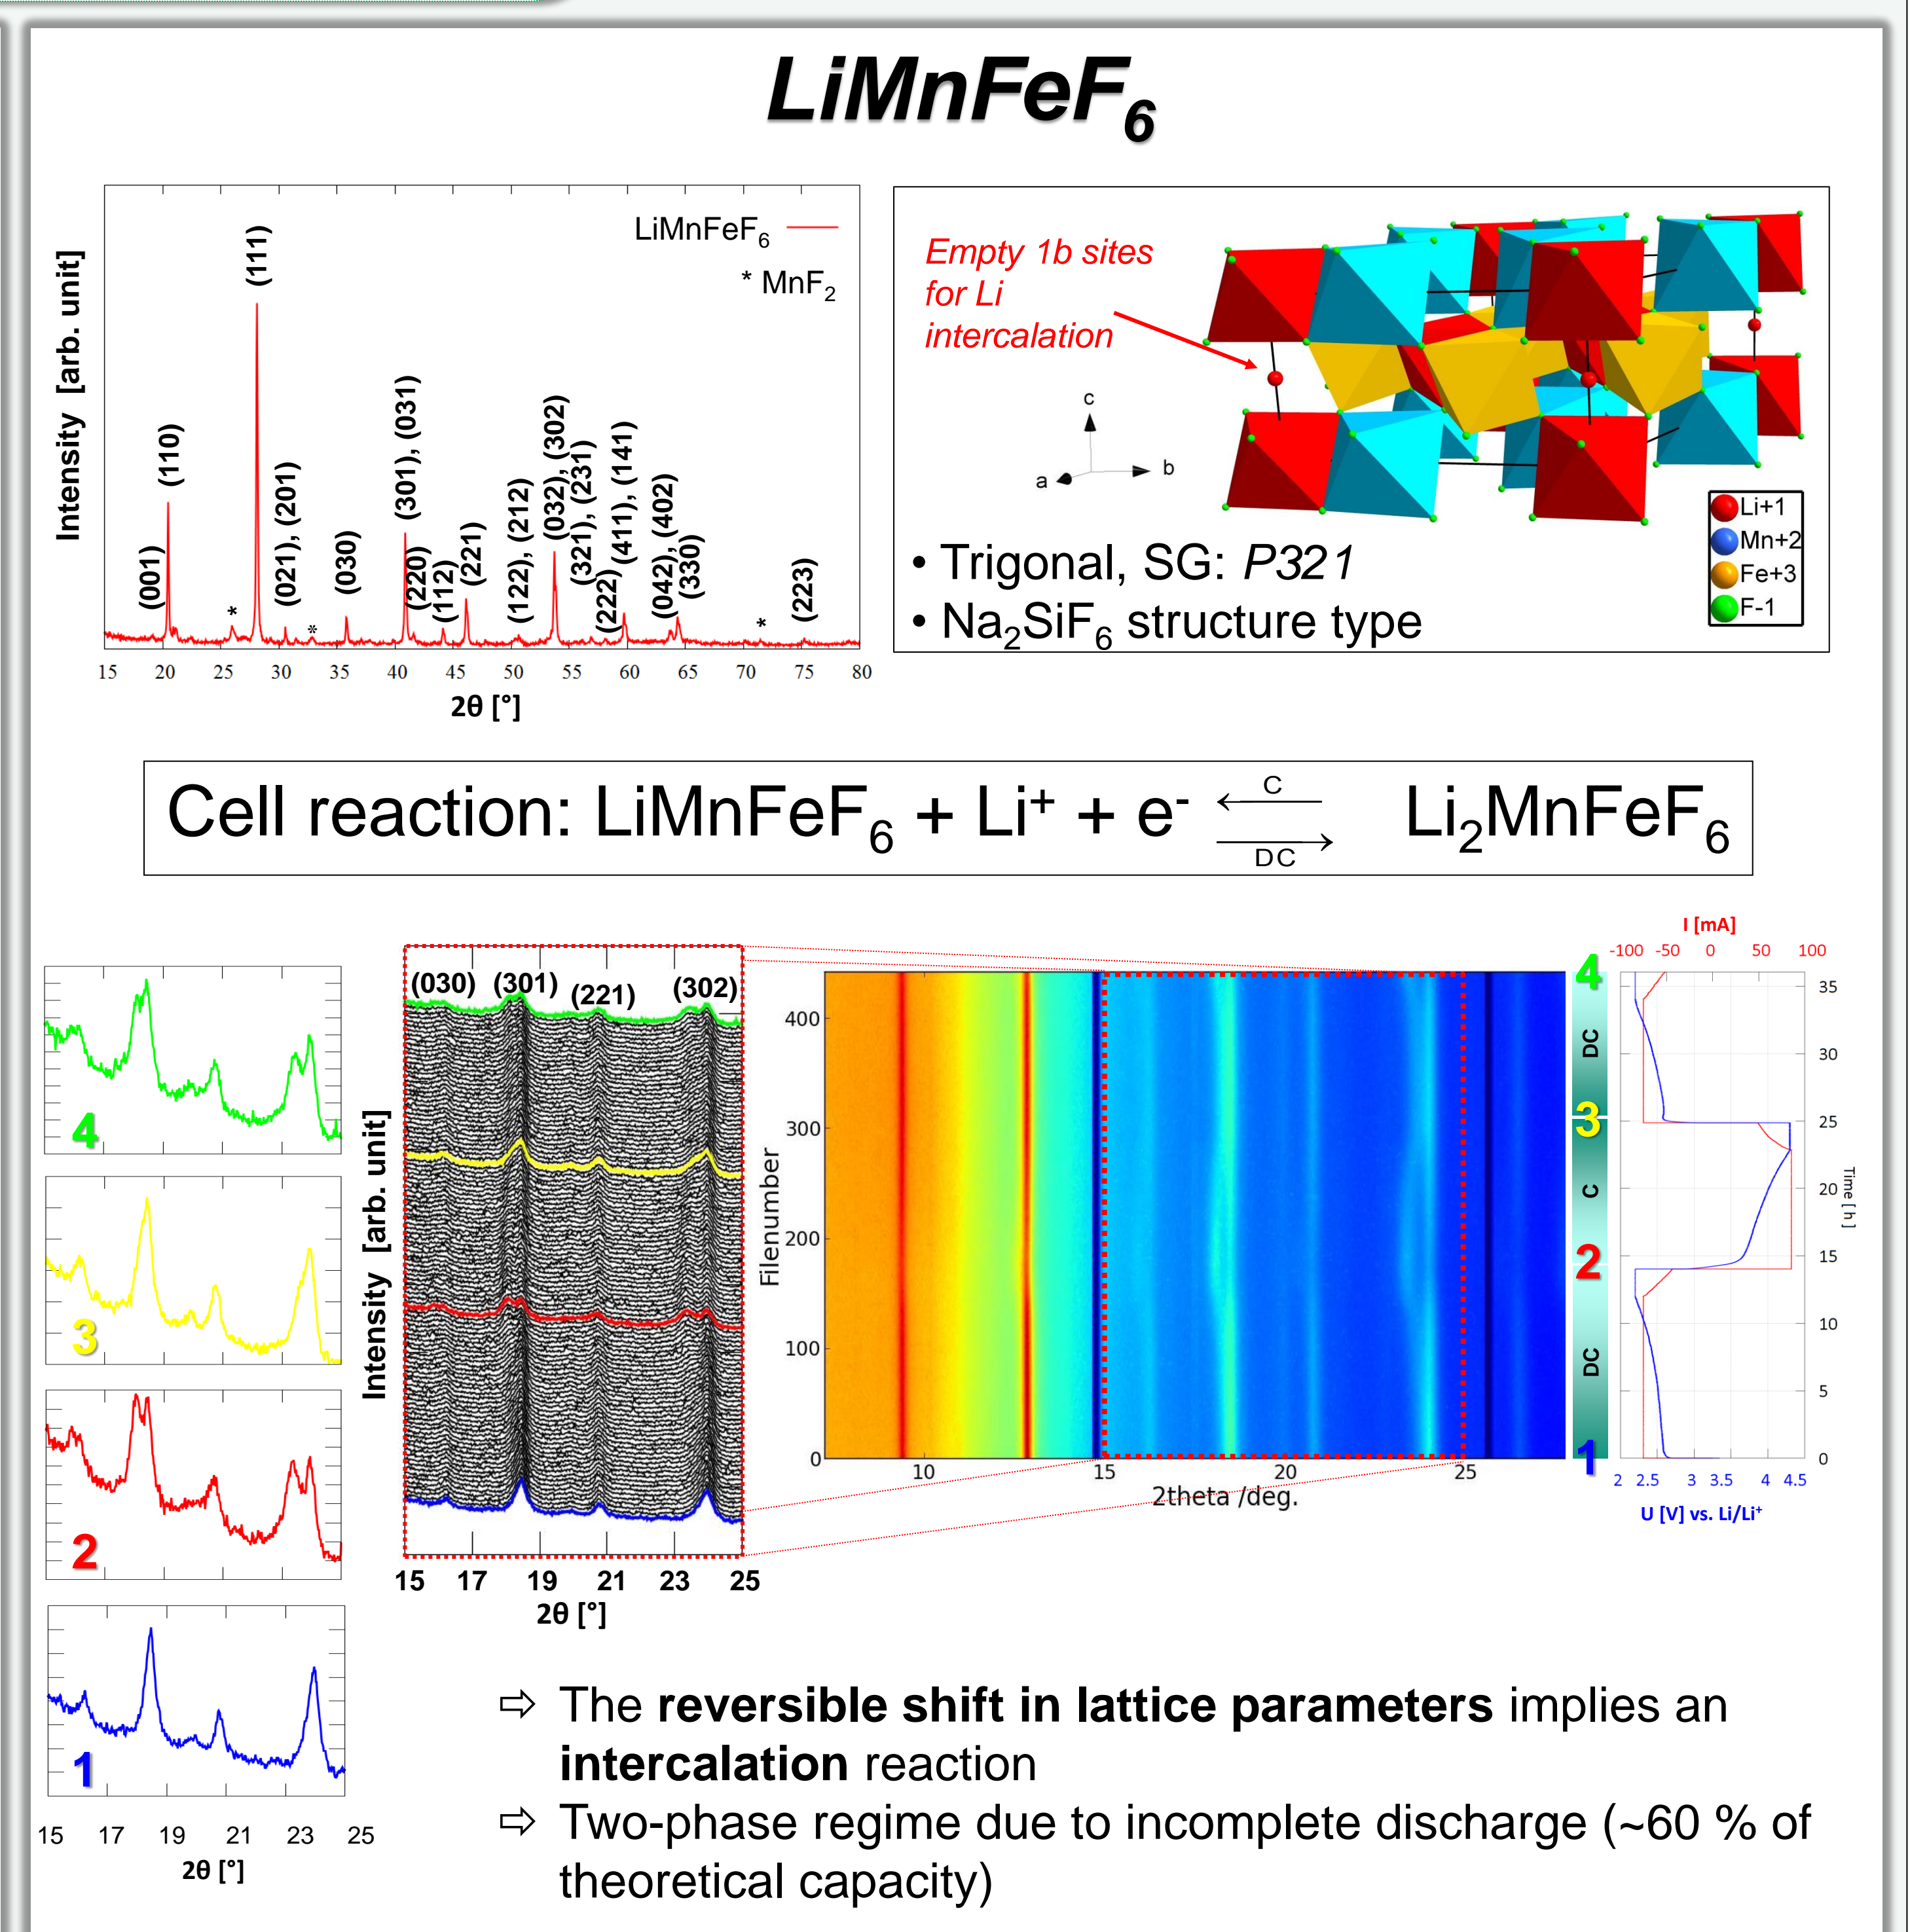 LiMnFeF6
Intensity [arb. unit]
LiMnFeF6
* MnF2
(001)
(110)
*
(111)
(021), (201)
*
(030)
(301), (031)
(220)
(112)
(221)
(122), (212)
(032), (302)
(321), (231)
(222)
(411), (141)
(042), (402)
(330)
*
(223)
15 20 25 30 35 40 45 50 55 60 65 70 75 80
2θ [°]
Empty 1b sites
for Li
intercalation
c
a
b
Li+1
Mn+2
Fe+3
F-1
• Trigonal, SG: P321
• Na2SiF6 structure type
Cell reaction: LiMnFeF6 + Li+ + e- C DC Li2MnFeF6
4
3
2
1
15 17 19 21 23 25
2θ [°]
Intensity [arb. unit]
(030) (301) (221) (302)
15 17 19 21 23 25
2θ [°]
Filenumber
400
300
200
100
0
10 15 20 25
2theta /deg.
4
DC
3
C
2
DC
1
I [mA]
-100 -50 0 50 100
35
30
25
20
15
10
5
0
Time [ h ]
2 2.5 3 3.5 4 4.5
U [V] vs. Li/Li+
⇨ The reversible shift in lattice parameters implies an
intercalation reaction
⇨ Two-phase regime due to incomplete discharge (~60 % of
theoretical capacity)